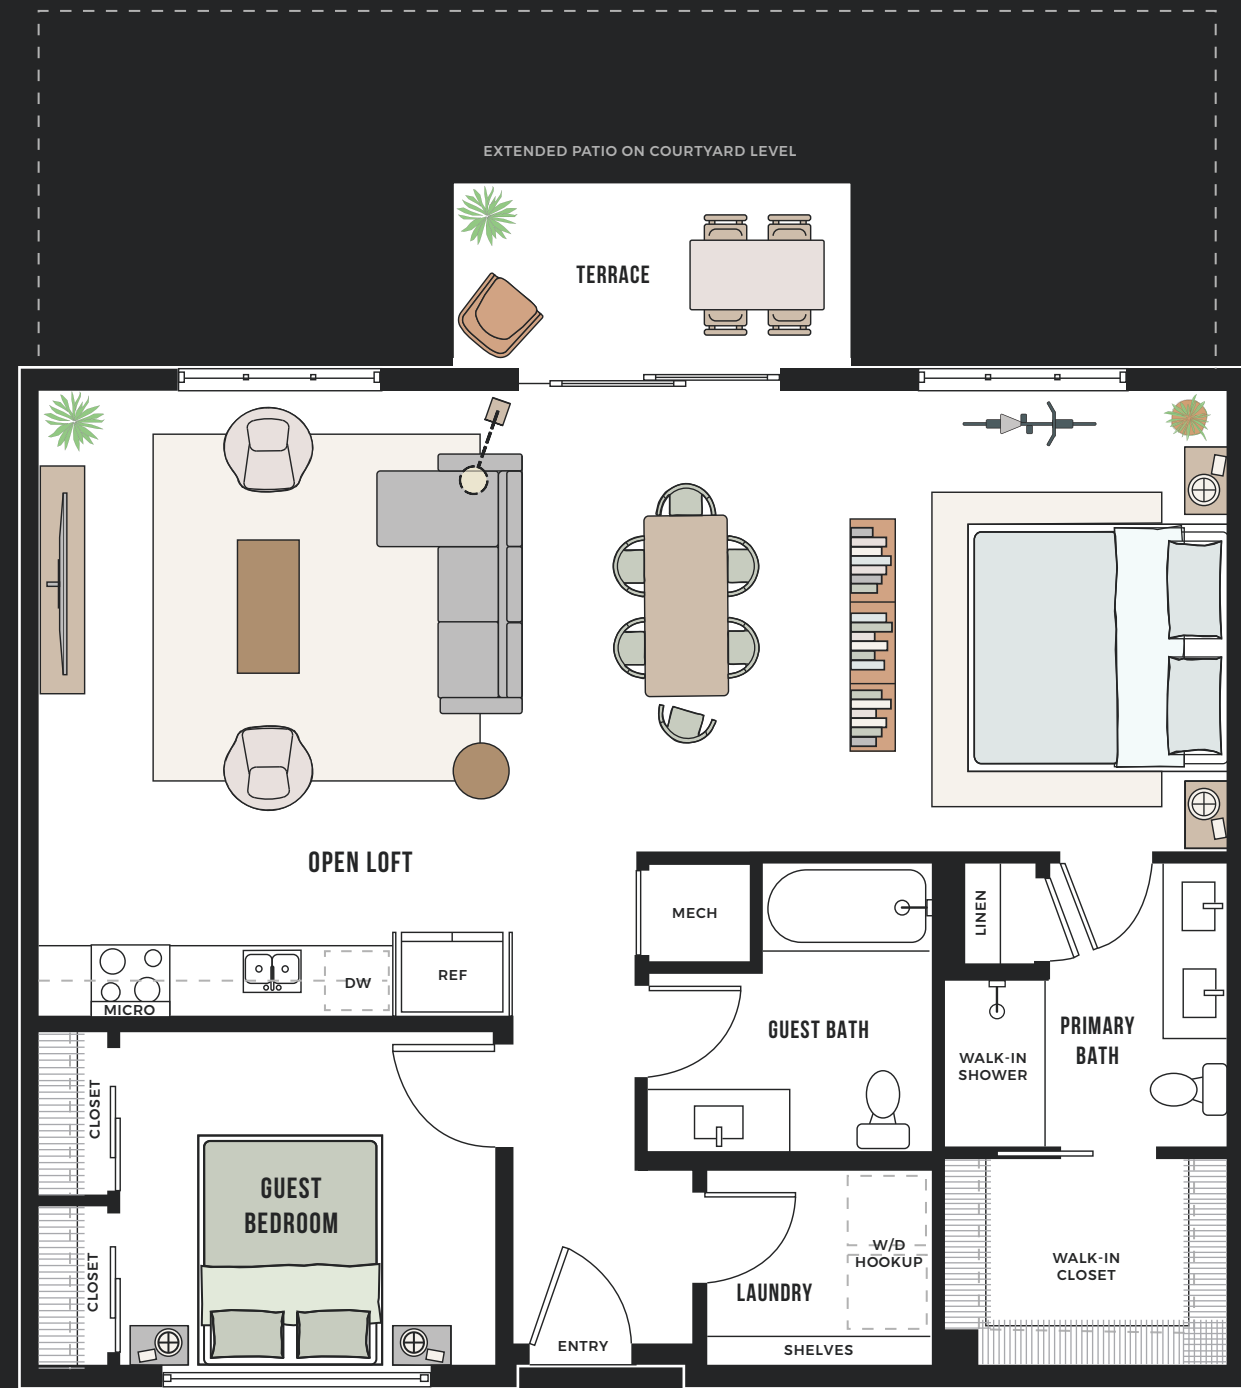 EXTENDED PATIO ON COURTYARD LEVEL
TERRACE
OPEN LOFT
MECH
LINEN
REF
DW
MICRO
GUEST BATH
PRIMARY
BATH
WALK-IN
SHOWER
CLOSET
GUEST
BEDROOM
CLOSET
W/D
HOOKUP
LAUNDRY
WALK-IN
CLOSET
ENTRY
SHELVES